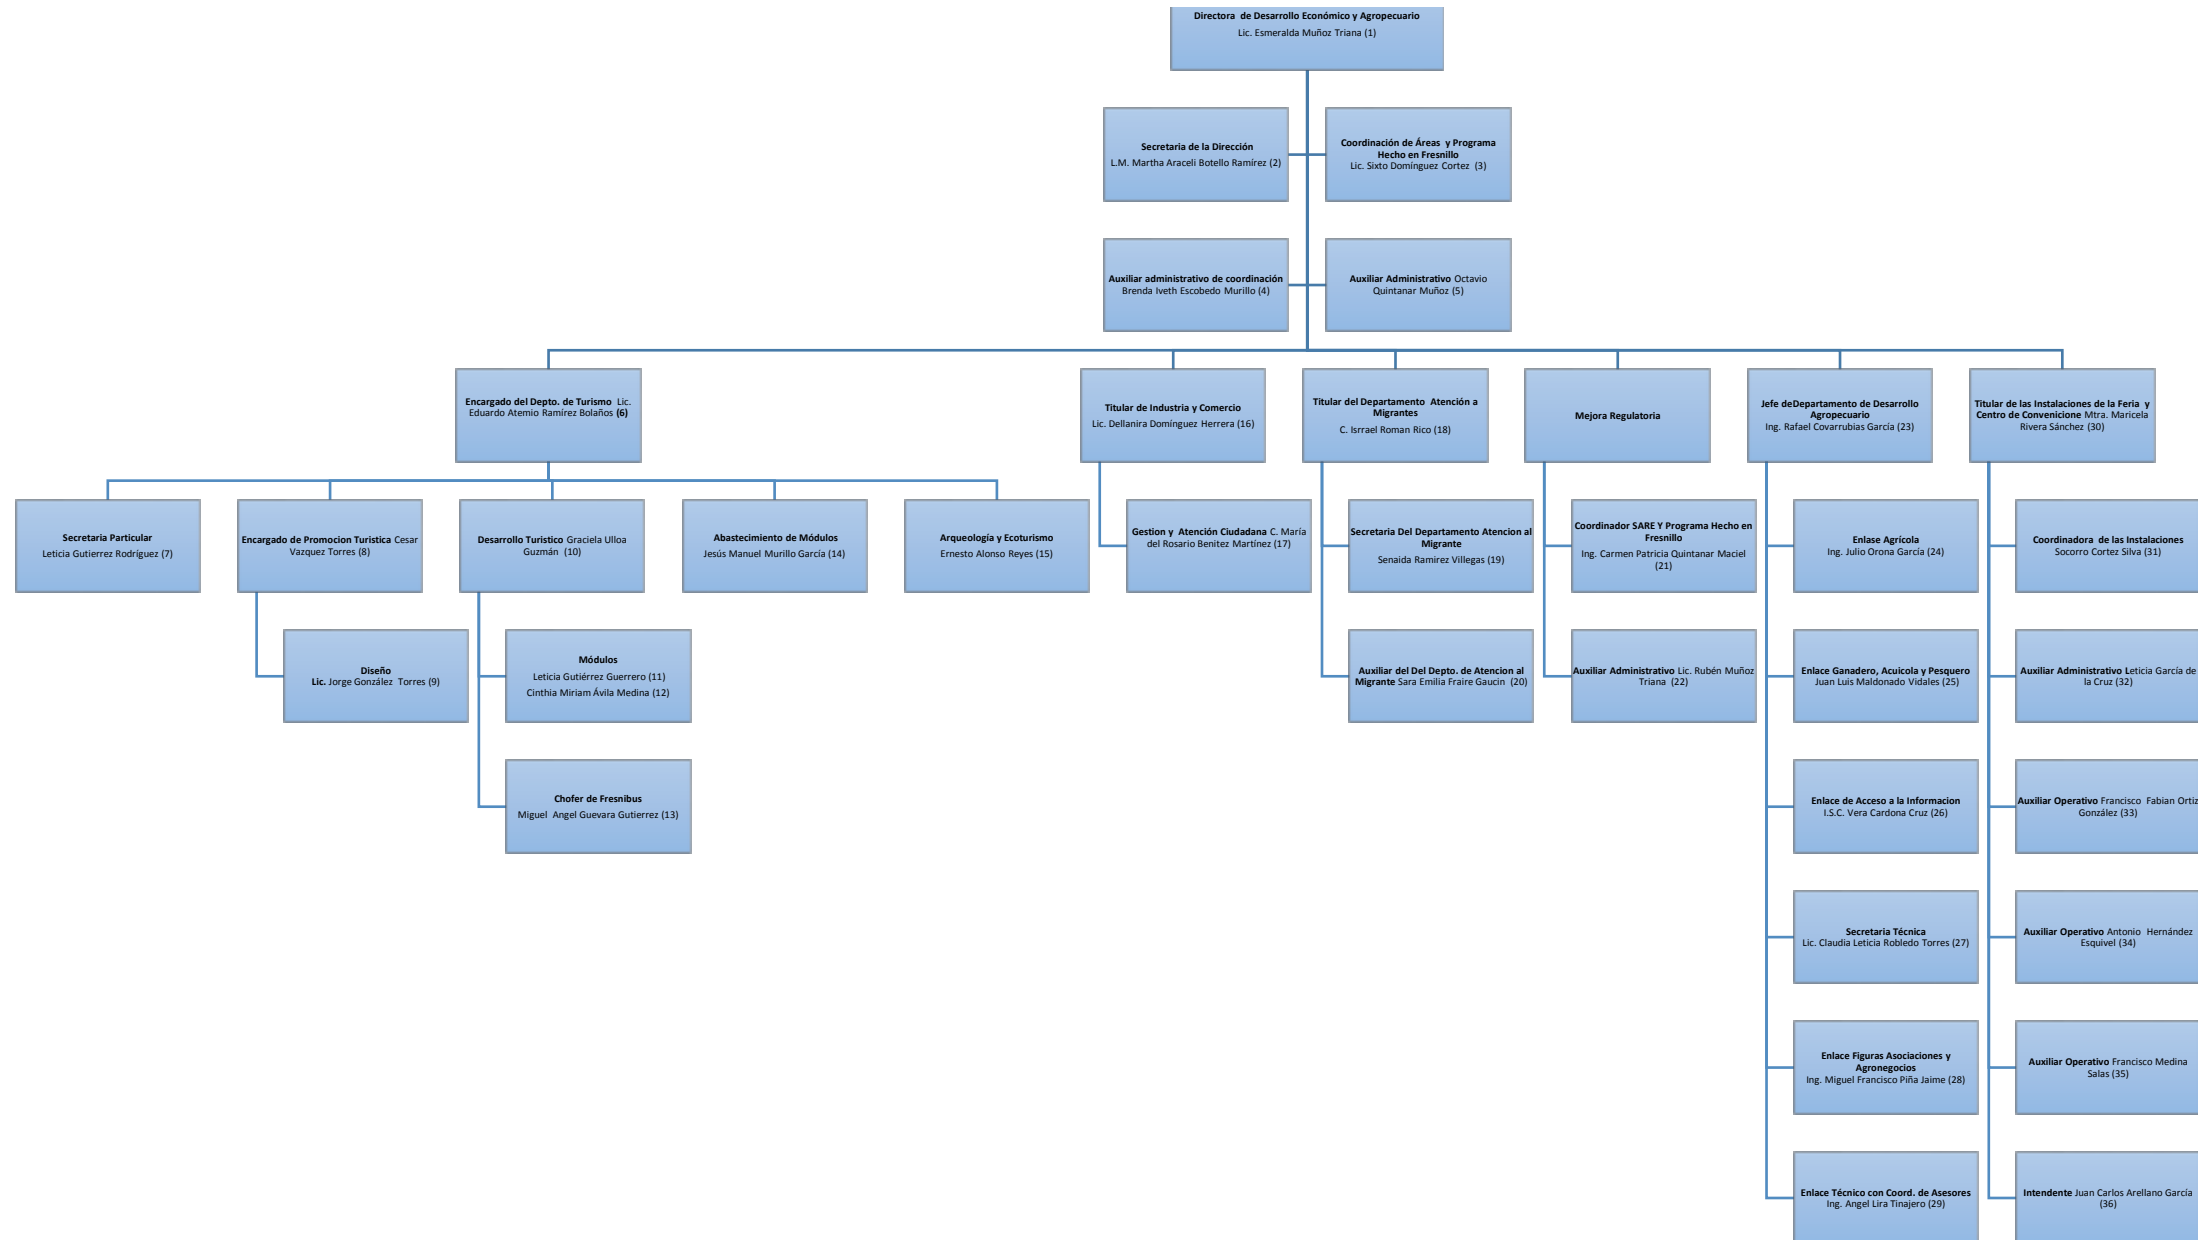 Directora  de Desarrollo Económico y Agropecuario
Lic. Esmeralda Muñoz Triana (1)
Secretaria de la Dirección
L.M. Martha Araceli Botello Ramírez (2)
Coordinación de Áreas  y Programa
Hecho en Fresnillo
Lic. Sixto Domínguez Cortez  (3)
Auxiliar administrativo de coordinación
Brenda Iveth Escobedo Murillo (4)
Auxiliar Administrativo Octavio
Quintanar Muñoz (5)
Encargado del Depto. de Turismo  Lic.
Eduardo Atemio Ramírez Bolaños (6)
Titular de Industria y Comercio
Lic. Dellanira Domínguez Herrera (16)
Titular del Departamento  Atención a
Migrantes
C. Isrrael Roman Rico (18)
Mejora Regulatoria
Jefe deDepartamento de Desarrollo
Agropecuario
Ing. Rafael Covarrubias García (23)
Titular de las Instalaciones de la Feria  y
Centro de Convenicione Mtra. Maricela
Rivera Sánchez (30)
Secretaria Particular
Leticia Gutierrez Rodríguez (7)
Encargado de Promocion Turistica Cesar
Vazquez Torres (8)
Desarrollo Turistico Graciela Ulloa
Guzmán  (10)
Abastecimiento de Módulos
Jesús Manuel Murillo García (14)
Arqueología y Ecoturismo
Ernesto Alonso Reyes (15)
Gestion y  Atención Ciudadana C. María
del Rosario Benitez Martínez (17)
Secretaria Del Departamento Atencion al
Migrante
Senaida Ramirez Villegas (19)
Coordinador SARE Y Programa Hecho en
Fresnillo
Ing. Carmen Patricia Quintanar Maciel
(21)
Enlase Agrícola
Ing. Julio Orona García (24)
Coordinadora  de las Instalaciones
Socorro Cortez Silva (31)
Diseño
Lic. Jorge González  Torres (9)
Módulos
Leticia Gutiérrez Guerrero (11)
Cinthia Miriam Ávila Medina (12)
Auxiliar del Del Depto. de Atencion al
Migrante Sara Emilia Fraire Gaucin  (20)
Auxiliar Administrativo Lic. Rubén Muñoz
Triana  (22)
Enlace Ganadero, Acuicola y Pesquero
Juan Luis Maldonado Vidales (25)
Auxiliar Administrativo Leticia García de
la Cruz (32)
Chofer de Fresnibus
Miguel  Angel Guevara Gutierrez (13)
Enlace de Acceso a la Informacion
I.S.C. Vera Cardona Cruz (26)
Auxiliar Operativo Francisco  Fabian Ortiz
González (33)
Secretaria Técnica
Lic. Claudia Leticia Robledo Torres (27)
Auxiliar Operativo Antonio  Hernández
Esquivel (34)
Enlace Figuras Asociaciones y
Agronegocios
Ing. Miguel Francisco Piña Jaime (28)
Auxiliar Operativo Francisco Medina
Salas (35)
Enlace Técnico con Coord. de Asesores
Ing. Angel Lira Tinajero (29)
Intendente Juan Carlos Arellano García
(36)